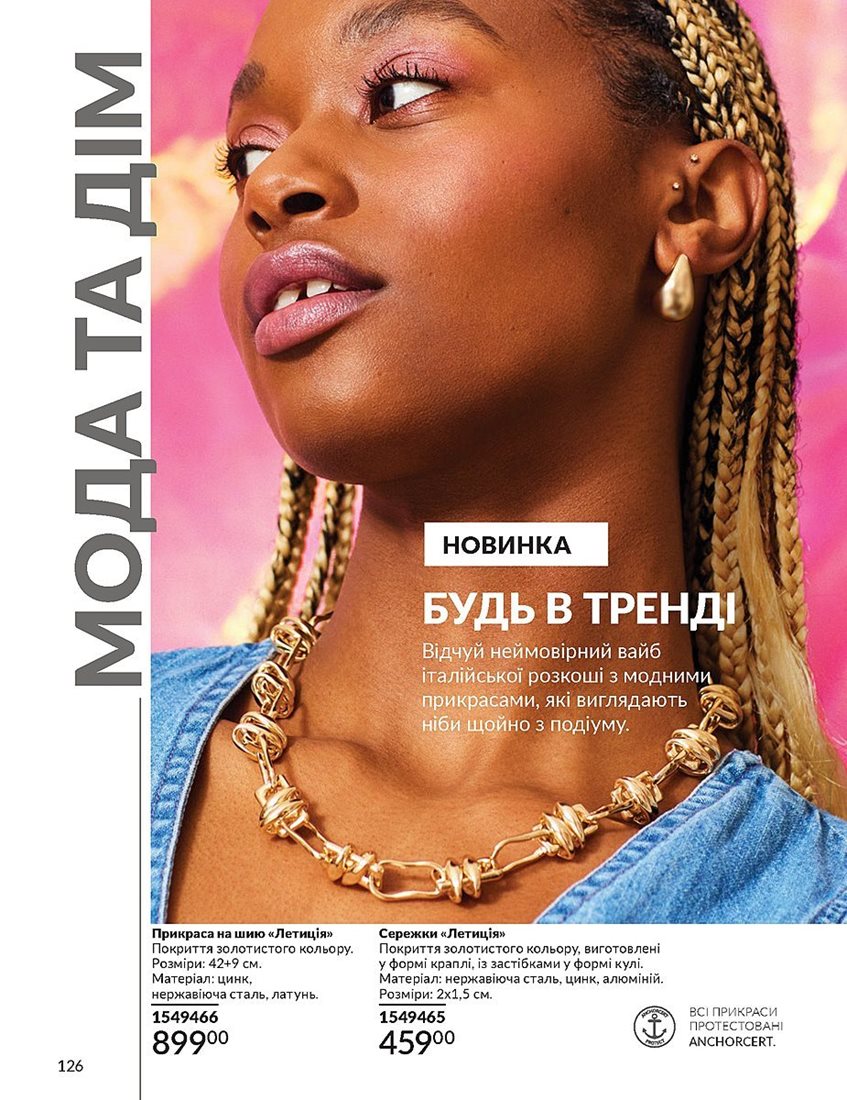 МОДА ТА ДІМ
НОВИНКА
БУДЬ В ТРЕНДІ
Відчуй неймовірний вайб
італійської розкоші з модними
прикрасами, які виглядають
ніби щойно з подіуму.
Прикраса на шию «Летиція»
Покриття золотистого кольору.
Розміри: 42+9 см.
Матеріал: цинк,
нержавіюча сталь, латунь.
1549466
89900
Сережки «Летиція»
Покриття золотистого кольору, виготовлені
у формі краплі, із застібками у формі кулі.
Матеріал: нержавіюча сталь, цинк, алюміній.
Розміри: 2x1,5 см.
1549465
45900
ANCHORCERT
PROTECT
ВСІ ПРИКРАСИ
ПРОТЕСТОВАНІ
ANCHORCERT.
126